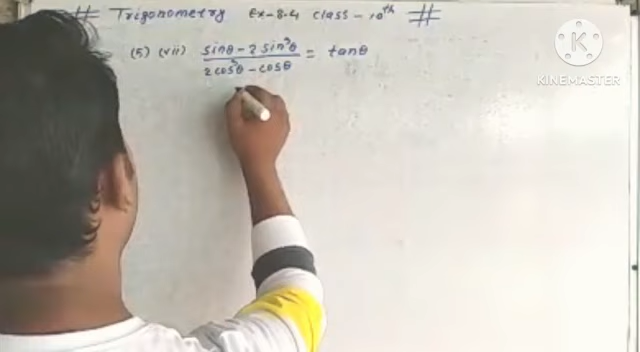 # Trigonometry Ex-8.4 class-10th #
(5) (vii) sinθ - 2 sin³θ / 2cos³θ - cosθ = tanθ
KINEMASTER